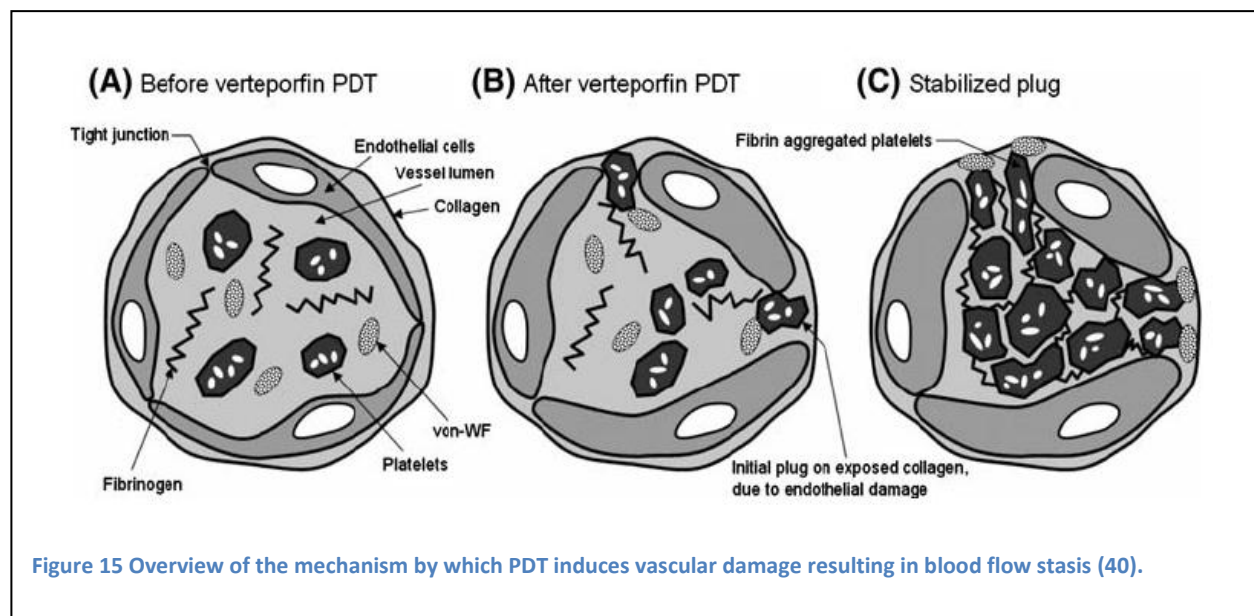 (A) Before verteporfin PDT
(B) After verteporfin PDT
(C) Stabilized plug
Tight junction
Endothelial cells
Vessel lumen
Collagen
Fibrin aggregated platelets
von-WF
Platelets
Fibrinogen
Initial plug on exposed collagen,
due to endothelial damage
Figure 15 Overview of the mechanism by which PDT induces vascular damage resulting in blood flow stasis (40).